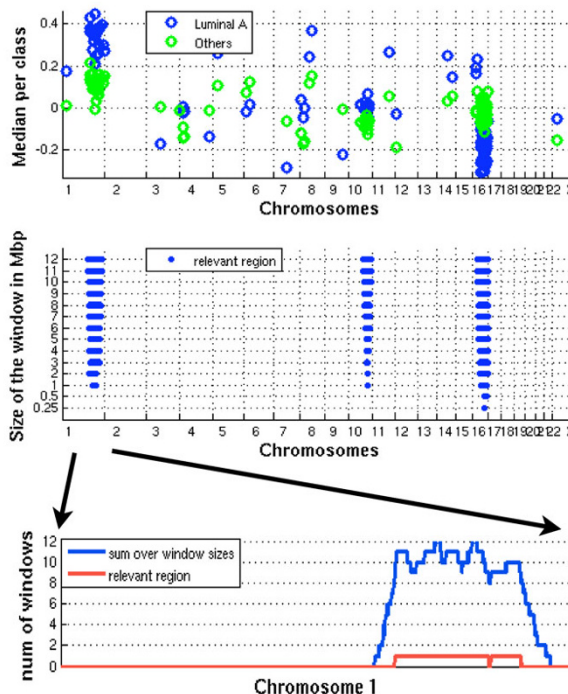 0.4
0.2
0
-0.2
Median per class
Luminal A
Others
1 2 3 4 5 6 7 8 9 10 11 12 13 14 15 16 17 18 19 20 21 22
Chromosomes
Size of the window in Mbp
12
11
10
9
8
7
6
5
4
3
2
1
0.5
0.25
relevant region
1 2 3 4 5 6 7 8 9 10 11 12 13 14 15 16 17 18 19 20 21 22
Chromosomes
num of windows
12
10
8
6
4
2
0
sum over window sizes
relevant region
Chromosome 1